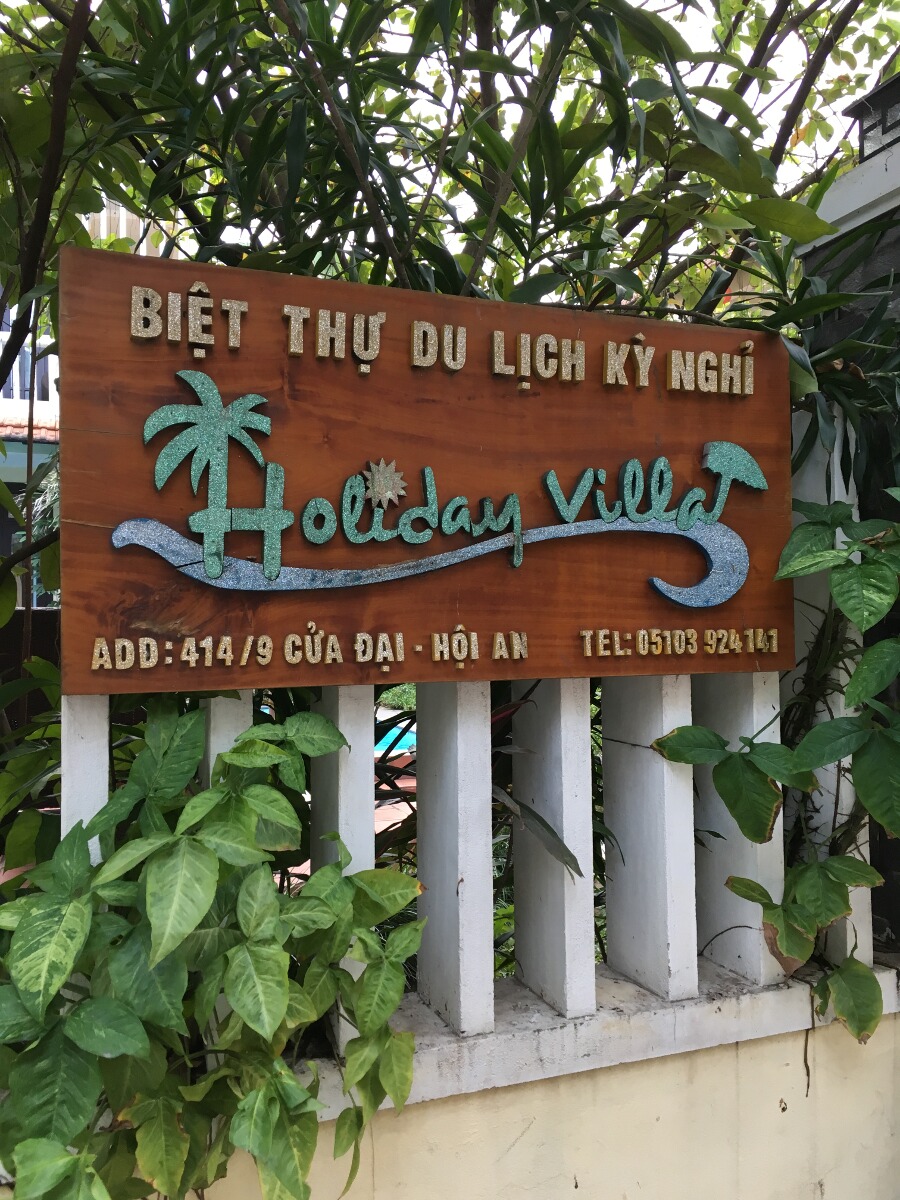 BIỆT THỰ DU LỊCH KỲ NGHỈ
Holiday Villa
ADD: 414/9 CỬA ĐẠI - HỘI AN TEL: 05103 924 141